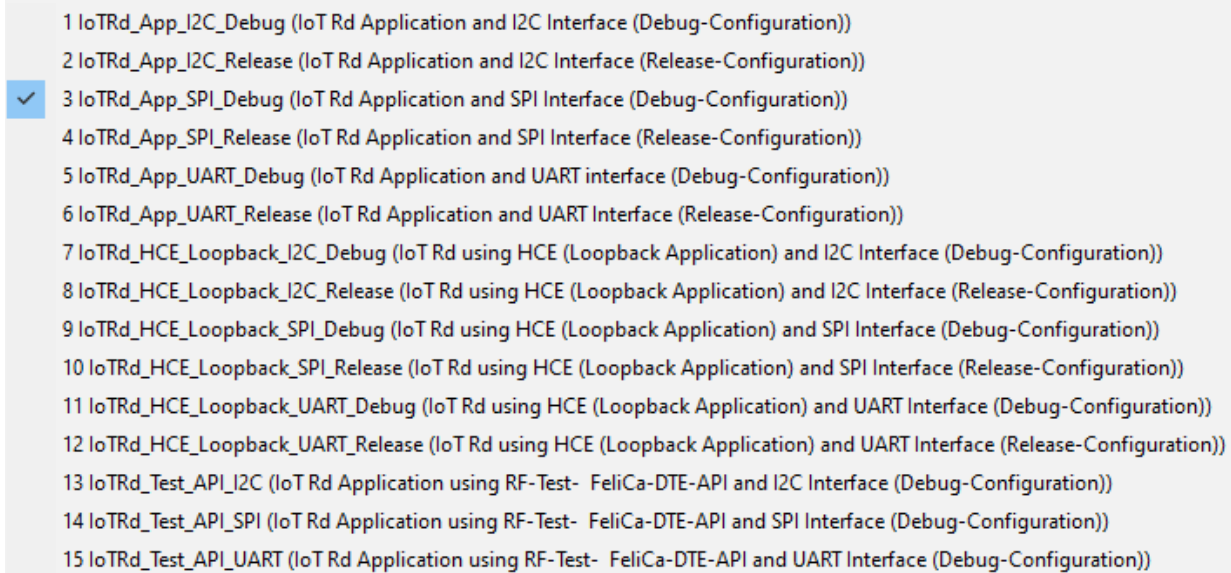 1 IoTRd_App_I2C_Debug (IoT Rd Application and I2C Interface (Debug-Configuration))
2 IoTRd_App_I2C_Release (IoT Rd Application and I2C Interface (Release-Configuration))
3 IoTRd_App_SPI_Debug (IoT Rd Application and SPI Interface (Debug-Configuration))
4 IoTRd_App_SPI_Release (IoT Rd Application and SPI Interface (Release-Configuration))
5 IoTRd_App_UART_Debug (IoT Rd Application and UART interface (Debug-Configuration))
6 IoTRd_App_UART_Release (IoT Rd Application and UART Interface (Release-Configuration))
7 IoTRd_HCE_Loopback_I2C_Debug (IoT Rd using HCE (Loopback Application) and I2C Interface (Debug-Configuration))
8 IoTRd_HCE_Loopback_I2C_Release (IoT Rd using HCE (Loopback Application) and I2C Interface (Release-Configuration))
9 IoTRd_HCE_Loopback_SPI_Debug (IoT Rd using HCE (Loopback Application) and SPI Interface (Debug-Configuration))
10 IoTRd_HCE_Loopback_SPI_Release (IoT Rd using HCE (Loopback Application) and SPI Interface (Release-Configuration))
11 IoTRd_HCE_Loopback_UART_Debug (IoT Rd using HCE (Loopback Application) and UART Interface (Debug-Configuration))
12 IoTRd_HCE_Loopback_UART_Release (IoT Rd using HCE (Loopback Application) and UART Interface (Release-Configuration))
13 IoTRd_Test_API_I2C (IoT Rd Application using RF-Test-  FeliCa-DTE-API and I2C Interface (Debug-Configuration))
14 IoTRd_Test_API_SPI (IoT Rd Application using RF-Test-  FeliCa-DTE-API and SPI Interface (Debug-Configuration))
15 IoTRd_Test_API_UART (IoT Rd Application using RF-Test-  FeliCa-DTE-API and UART Interface (Debug-Configuration))